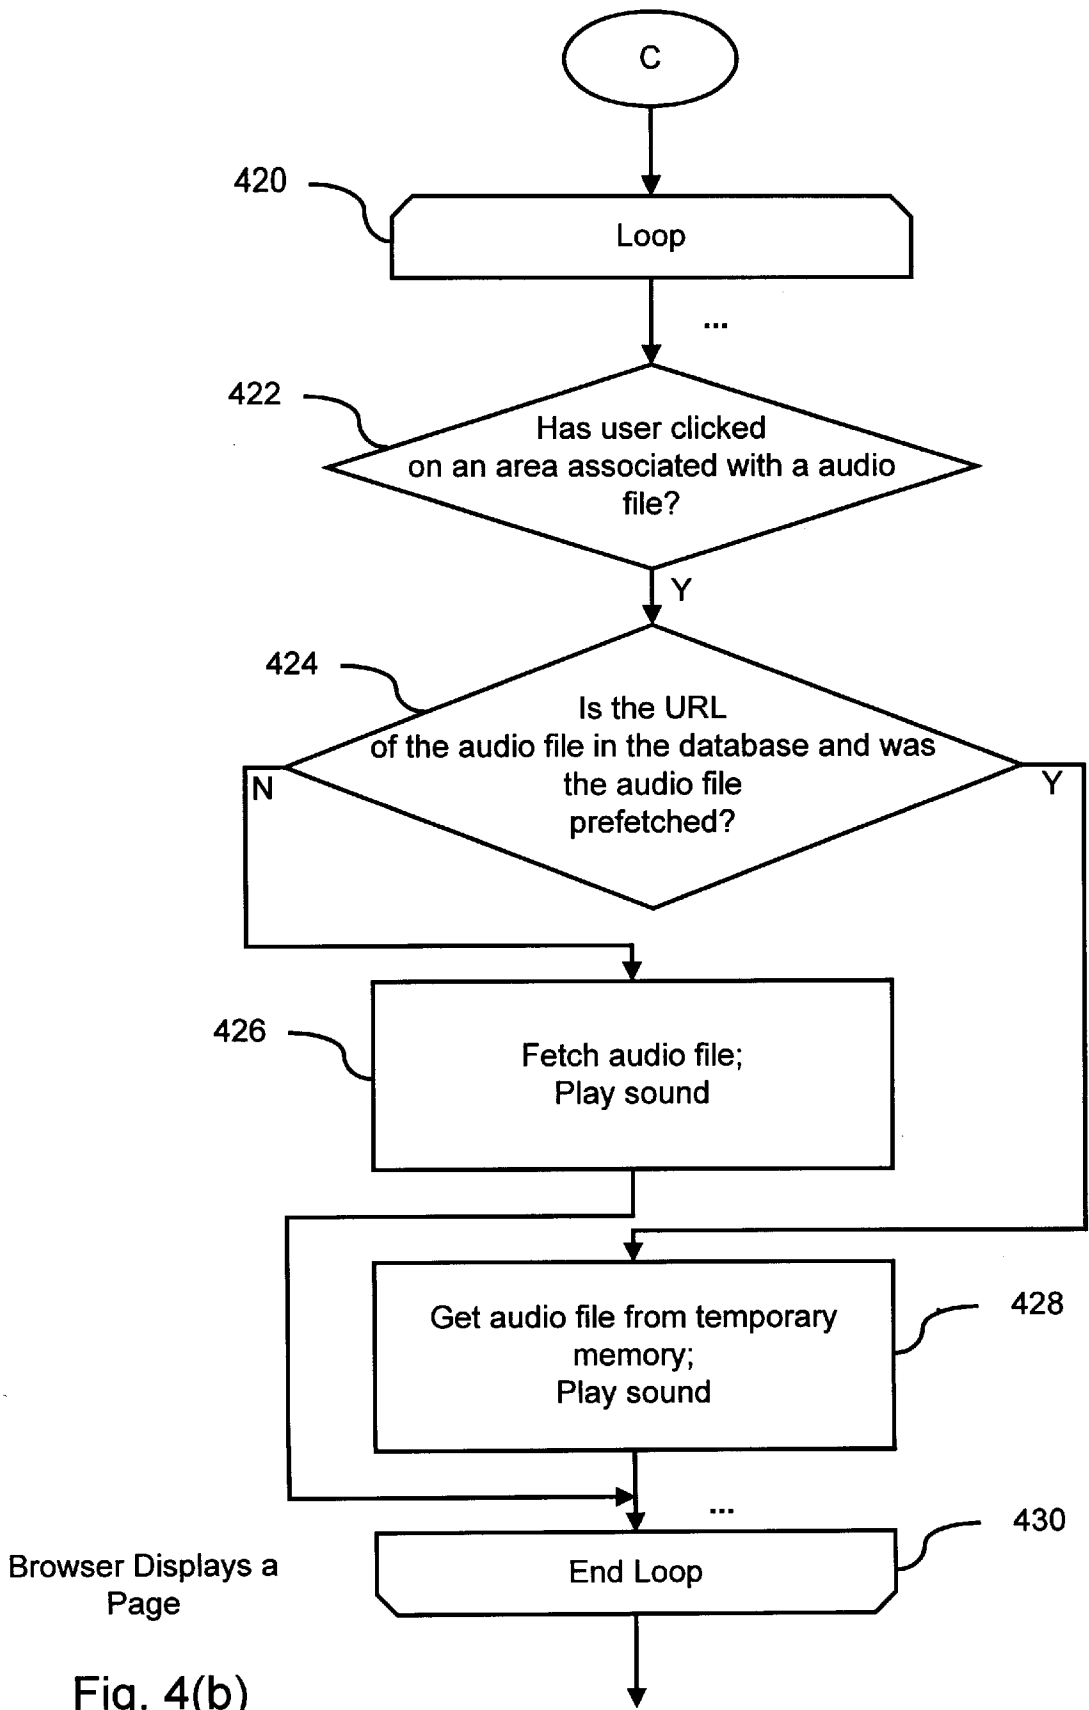 C
420
Loop
...
422
Has user clicked
on an area associated with a audio
file?
Y
424
Is the URL
of the audio file in the database and was
the audio file
prefetched?
N
Y
426
Fetch audio file;
Play sound
Get audio file from temporary
memory;
Play sound
428
...
430
End Loop
Browser Displays a
Page
Fig. 4(b)